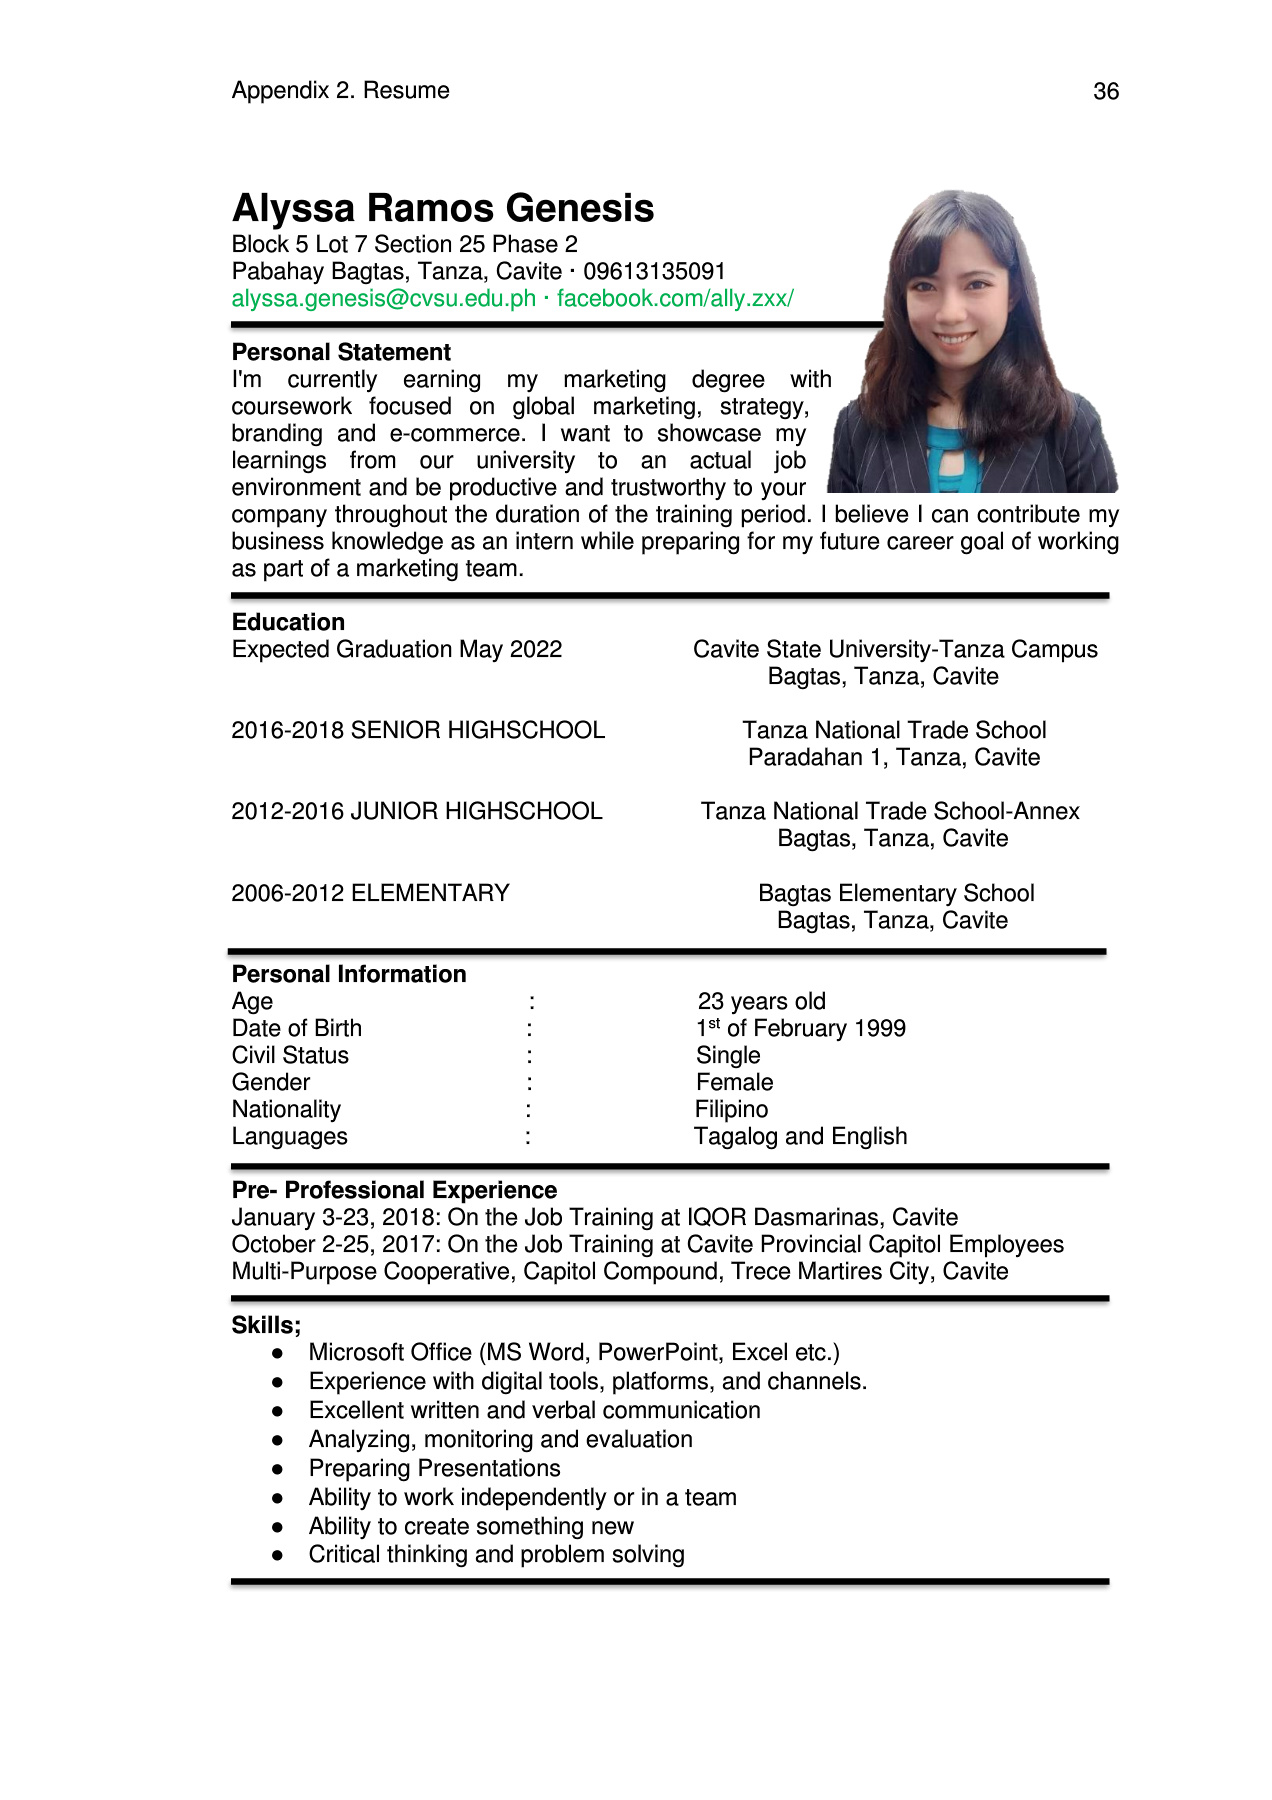 Appendix 2. Resume 36
Alyssa Ramos Genesis
Block 5 Lot 7 Section 25 Phase 2
Pabahay Bagtas, Tanza, Cavite · 09613135091
alyssa.genesis@cvsu.edu.ph · facebook.com/ally.zxx/
Personal Statement
I'm currently earning my marketing degree with
coursework focused on global marketing, strategy,
branding and e-commerce. I want to showcase my
learnings from our university to an actual job
environment and be productive and trustworthy to your
company throughout the duration of the training period. I believe I can contribute my
business knowledge as an intern while preparing for my future career goal of working
as part of a marketing team.
Education
Expected Graduation May 2022 Cavite State University-Tanza Campus
Bagtas, Tanza, Cavite
2016-2018 SENIOR HIGHSCHOOL Tanza National Trade School
Paradahan 1, Tanza, Cavite
2012-2016 JUNIOR HIGHSCHOOL Tanza National Trade School-Annex
Bagtas, Tanza, Cavite
2006-2012 ELEMENTARY Bagtas Elementary School
Bagtas, Tanza, Cavite
Personal Information
Age : 23 years old
Date of Birth : 1st of February 1999
Civil Status : Single
Gender : Female
Nationality : Filipino
Languages : Tagalog and English
Pre- Professional Experience
January 3-23, 2018: On the Job Training at IQOR Dasmarinas, Cavite
October 2-25, 2017: On the Job Training at Cavite Provincial Capitol Employees
Multi-Purpose Cooperative, Capitol Compound, Trece Martires City, Cavite
Skills;
● Microsoft Office (MS Word, PowerPoint, Excel etc.)
● Experience with digital tools, platforms, and channels.
● Excellent written and verbal communication
● Analyzing, monitoring and evaluation
● Preparing Presentations
● Ability to work independently or in a team
● Ability to create something new
● Critical thinking and problem solving